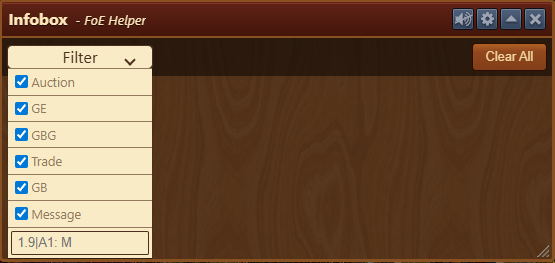 Infobox - FoE Helper
Filter
Clear All
Auction
GE
GBG
Trade
GB
Message
1.9|A1: M